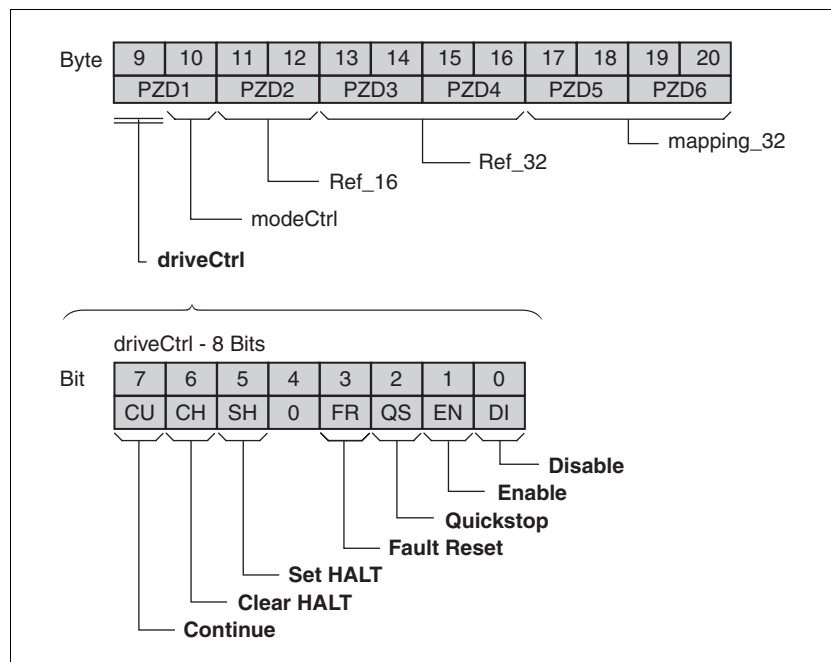 Byte 9 10 11 12 13 14 15 16 17 18 19 20
PZD1 PZD2 PZD3 PZD4 PZD5 PZD6
mapping_32
Ref_32
Ref_16
modeCtrl
driveCtrl
driveCtrl - 8 Bits
Bit 7 6 5 4 3 2 1 0
CU CH SH 0 FR QS EN DI
Disable
Enable
Quickstop
Fault Reset
Set HALT
Clear HALT
Continue